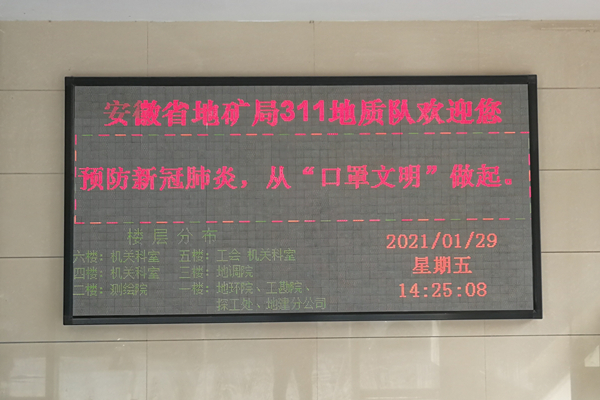 安徽省地矿局311地质队欢迎您
预防新冠肺炎，从“口罩文明”做起。
楼层分布
六楼：机关科室 五楼：工会 机关科室
四楼：机关科室 三楼：地调院
二楼：测绘院 一楼：地环院、工勘院、
探工处、地建分公司
2021/01/29
星期五
14:25:08